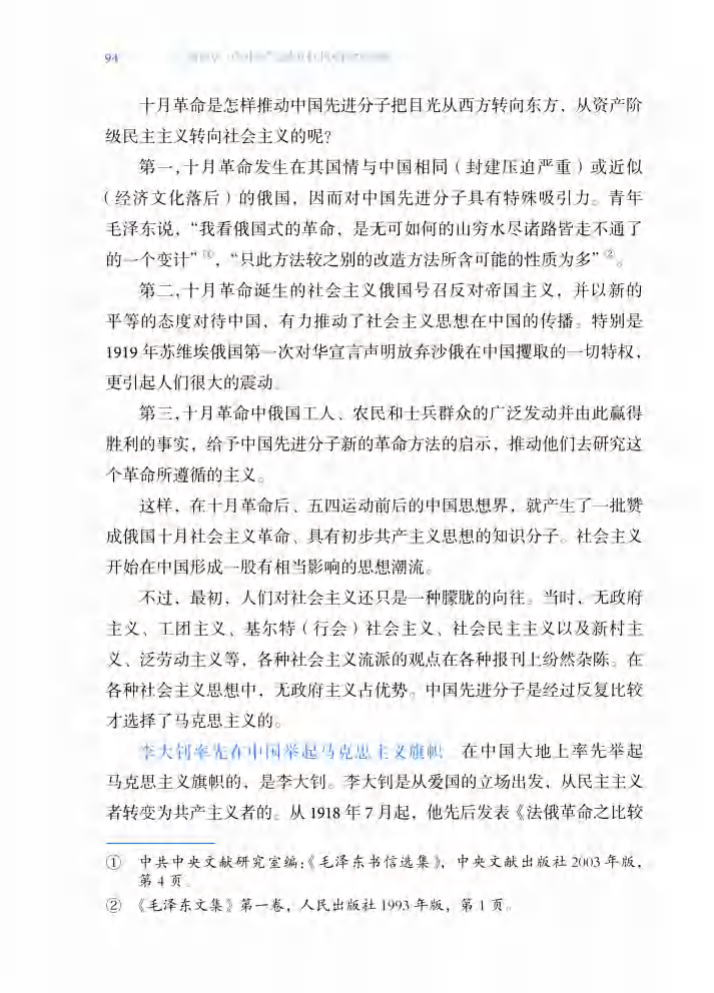 94
十月革命是怎样推动中国先进分子把目光从西方转向东方、从资产阶
级民主主义转向社会主义的呢?
第一,十月革命发生在其国情与中国相同(封建压迫严重)或近似
(经济文化落后)的俄国,因而对中国先进分子具有特殊吸引力。青年
毛泽东说,“我看俄国式的革命,是无可如何的山穷水尽诸路皆走不通了
的一个变计”①,“只此方法较之别的改造方法所含可能的性质为多”②。
第二,十月革命诞生的社会主义俄国号召反对帝国主义,并以新的
平等的态度对待中国,有力推动了社会主义思想在中国的传播。特别是
1919 年苏维埃俄国第一次对华宣言声明放弃沙俄在中国攫取的一切特权,
更引起人们很大的震动。
第三,十月革命中俄国工人、农民和士兵群众的广泛发动并由此赢得
胜利的事实,给予中国先进分子新的革命方法的启示,推动他们去研究这
个革命所遵循的主义。
这样,在十月革命后、五四运动前后的中国思想界,就产生了一批赞
成俄国十月社会主义革命、具有初步共产主义思想的知识分子。社会主义
开始在中国形成一股有相当影响的思想潮流。
不过,最初,人们对社会主义还只是一种朦胧的向往。当时,无政府
主义、工团主义、基尔特(行会)社会主义、社会民主主义以及新村主
义、泛劳动主义等,各种社会主义流派的观点在各种报刊上纷然杂陈。在
各种社会主义思想中,无政府主义占优势。中国先进分子是经过反复比较
才选择了马克思主义的。
李大钊率先在中国举起马克思主义旗帜 在中国大地上率先举起
马克思主义旗帜的,是李大钊。李大钊是从爱国的立场出发,从民主主义
者转变为共产主义者的。从 1918 年 7 月起,他先后发表《法俄革命之比较
① 中共中央文献研究室编:《毛泽东书信选集》,中央文献出版社 2003 年版,
第 4 页。
② 《毛泽东文集》第一卷,人民出版社 1993 年版,第 1 页。